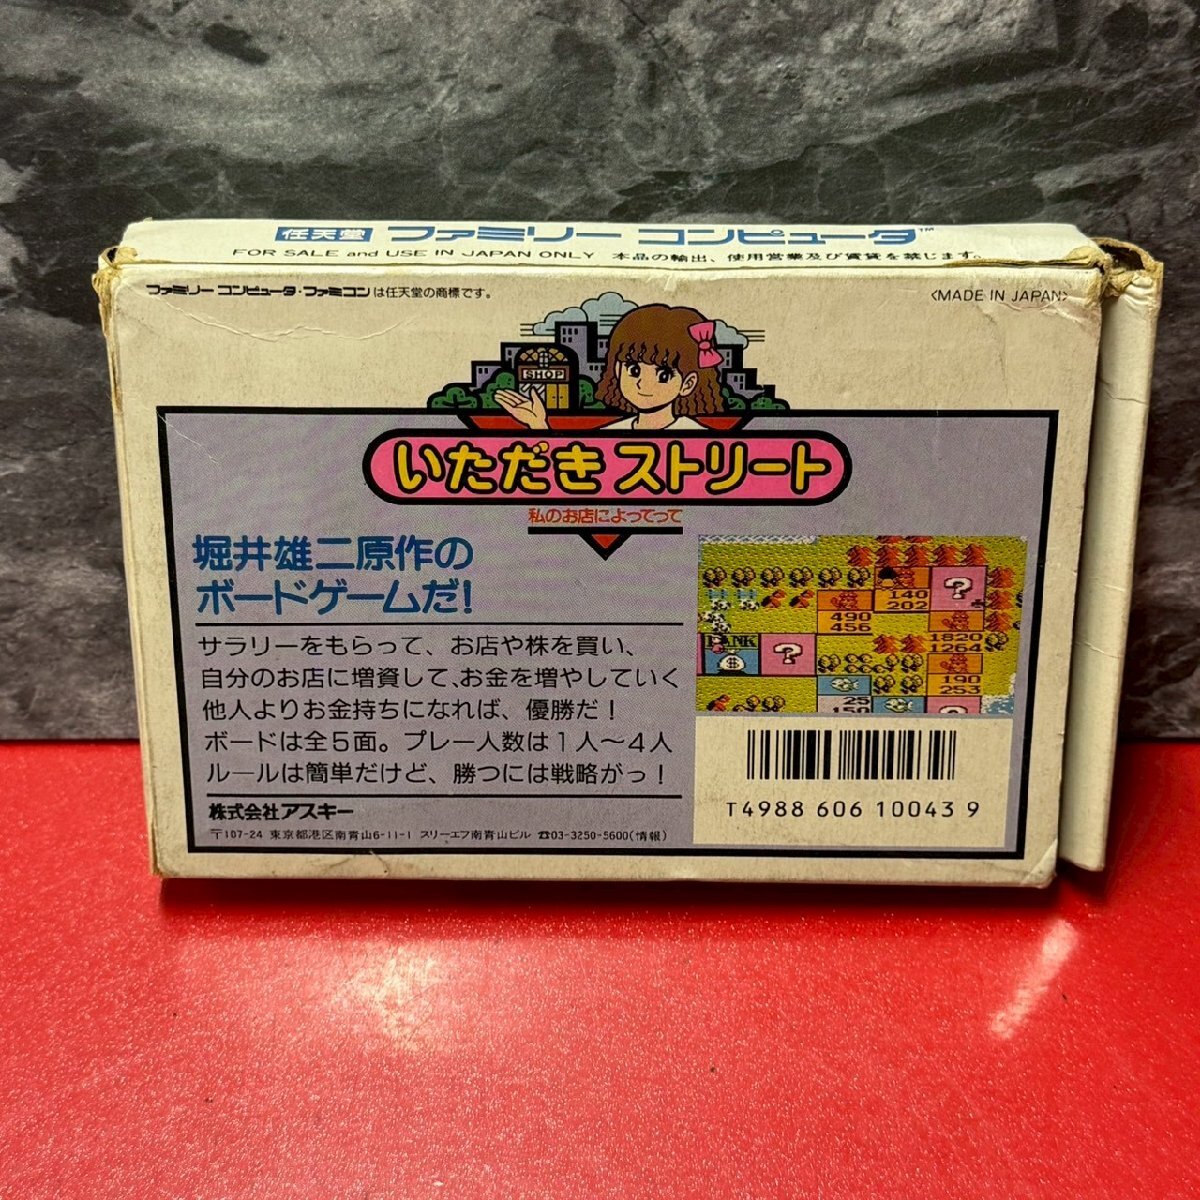 任天堂 ファミリー コンピュータ™
FOR SALE and USE IN JAPAN ONLY 本品の輸出、使用営業及び賃貸を禁じます。
ファミリー コンピュータ・ファミコンは任天堂の商標です。
〈MADE IN JAPAN〉
SHOP
いただきストリート
私のお店によってって
堀井雄二原作の
ボードゲームだ!
サラリーをもらって、お店や株を買い、
自分のお店に増資して、お金を増やしていく
他人よりお金持ちになれば、優勝だ!
ボードは全5面。プレー人数は1人〜4人
ルールは簡単だけど、勝つには戦略がっ!
株式会社アスキー
〒107-24 東京都港区南青山6-11-1 スリーエフ南青山ビル ☎03-3250-5600(情報)
140
202
?
490
456
1820
1264
BANK
$
?
190
253
25
150
?
T4988 606 10043 9